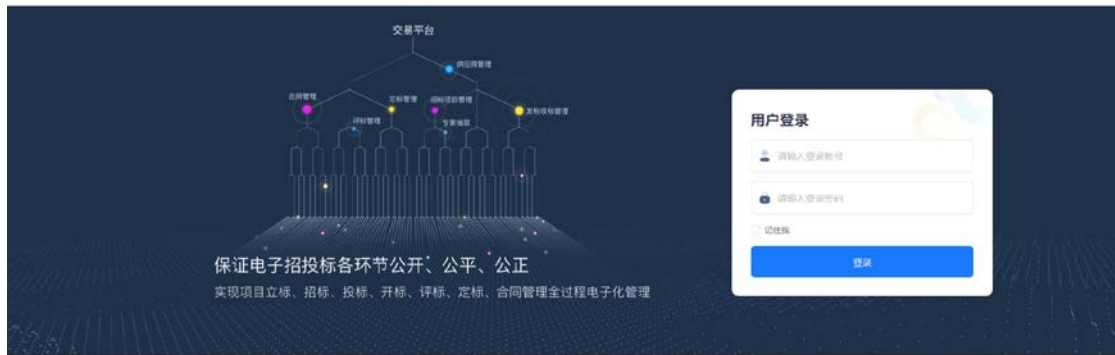 交易平台
供应商管理
合同管理
定标管理
招标项目管理
发标收标管理
评标管理
专家抽取
保证电子招投标各环节公开、公平、公正
实现项目立标、招标、投标、开标、评标、定标、合同管理全过程电子化管理
用户登录
请输入登录账号
请输入登录密码
记住我
登录